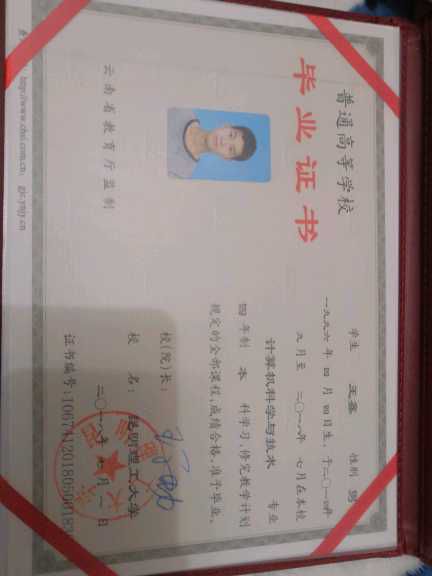 普通高等学校
毕业证书
学生 王鑫 性别 男
一九九六年四月四日生，于二〇一四年
九月至二〇一八年七月在本校
计算机科学与技术 专业
四年制 本 科学习，修完教学计划
规定的全部课程，成绩合格，准予毕业。
校(院)长：
校 名： 昆明理工大学
二〇一八年七月一日
证书编号：
云南省教育厅监制
http://www.chsi.com.cn;